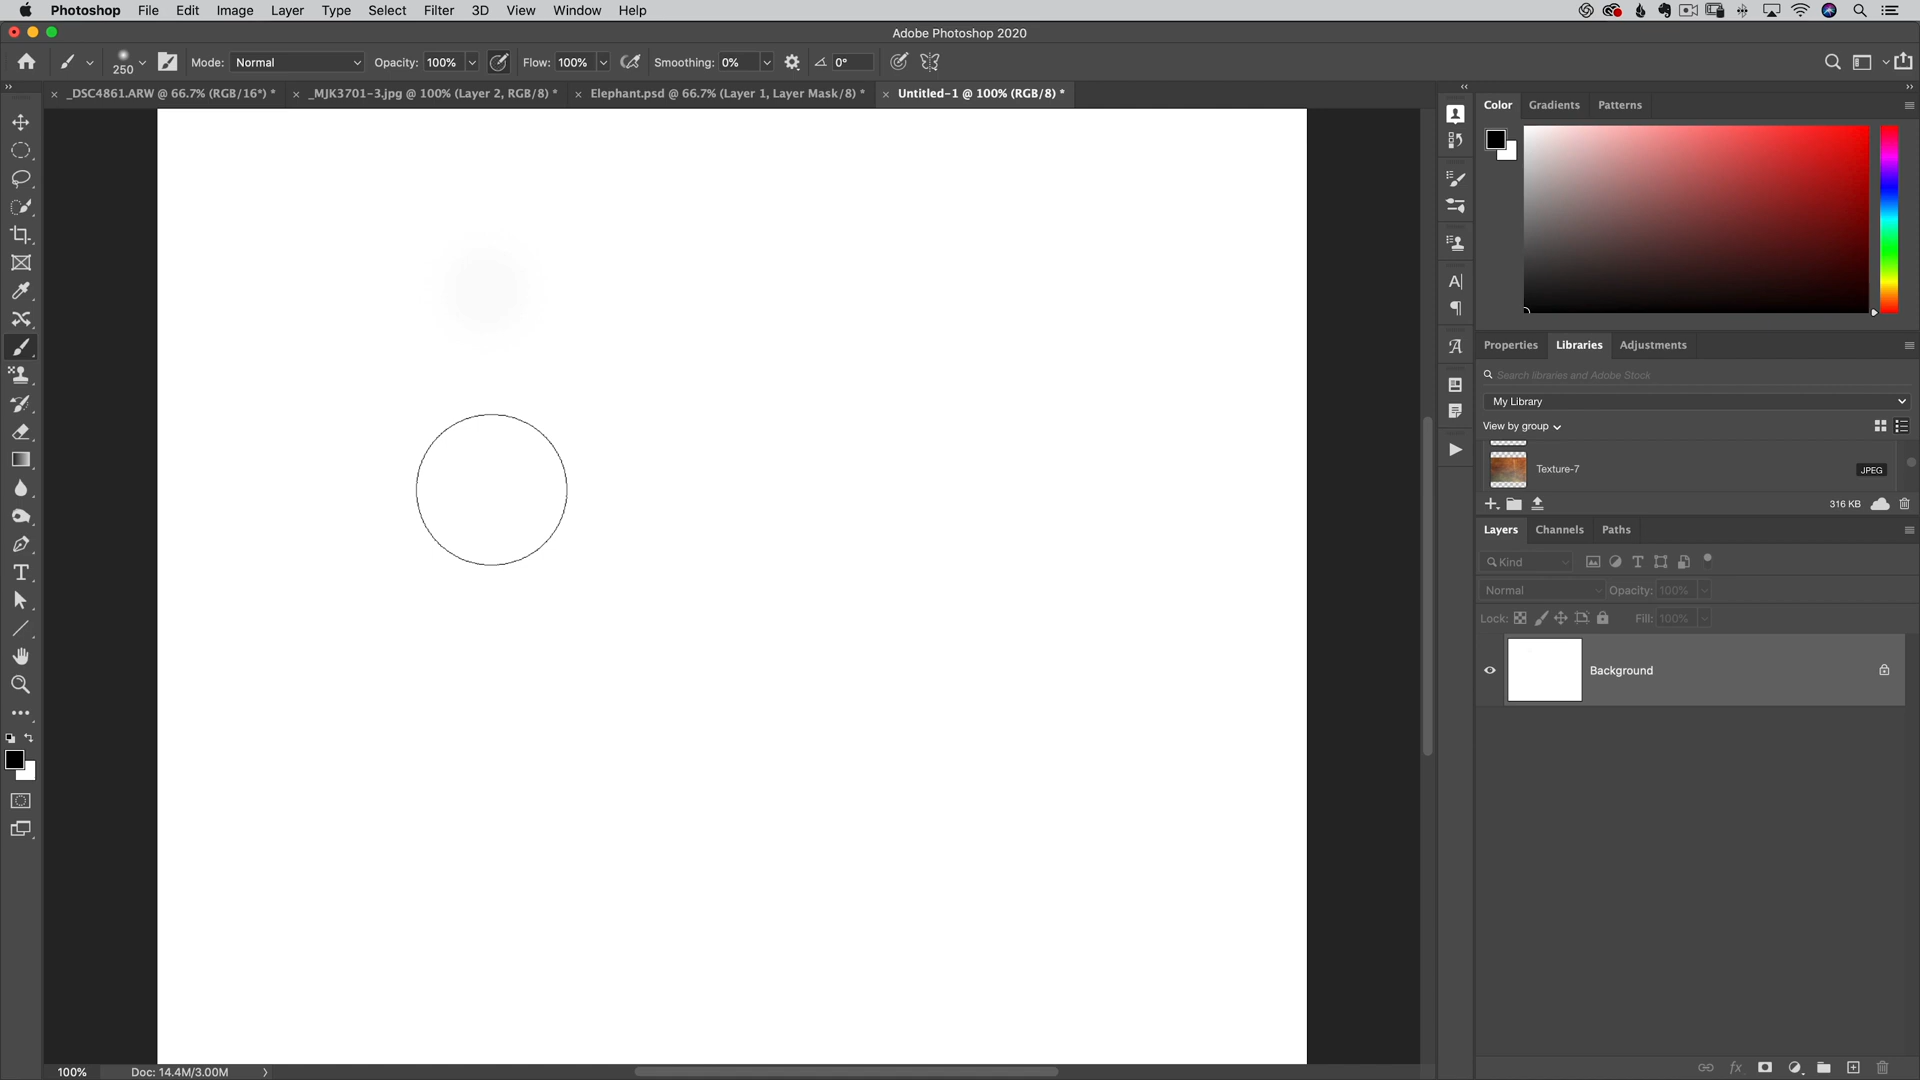 Photoshop File Edit Image Layer Type Select Filter 3D View Window Help
Adobe Photoshop 2020
250 Mode: Normal Opacity: 100% Flow: 100% Smoothing: 0% 0°
_DSC4861.ARW @ 66.7% (RGB/16*) * _MJK3701-3.jpg @ 100% (Layer 2, RGB/8) * Elephant.psd @ 66.7% (Layer 1, Layer Mask/8) * Untitled-1 @ 100% (RGB/8) *
Color Gradients Patterns
Properties Libraries Adjustments
Search libraries and Adobe Stock
My Library
View by group
Texture-7 JPEG
316 KB
Layers Channels Paths
Kind
Normal Opacity: 100%
Lock: Fill: 100%
Background
100% Doc: 14.4M/3.00M